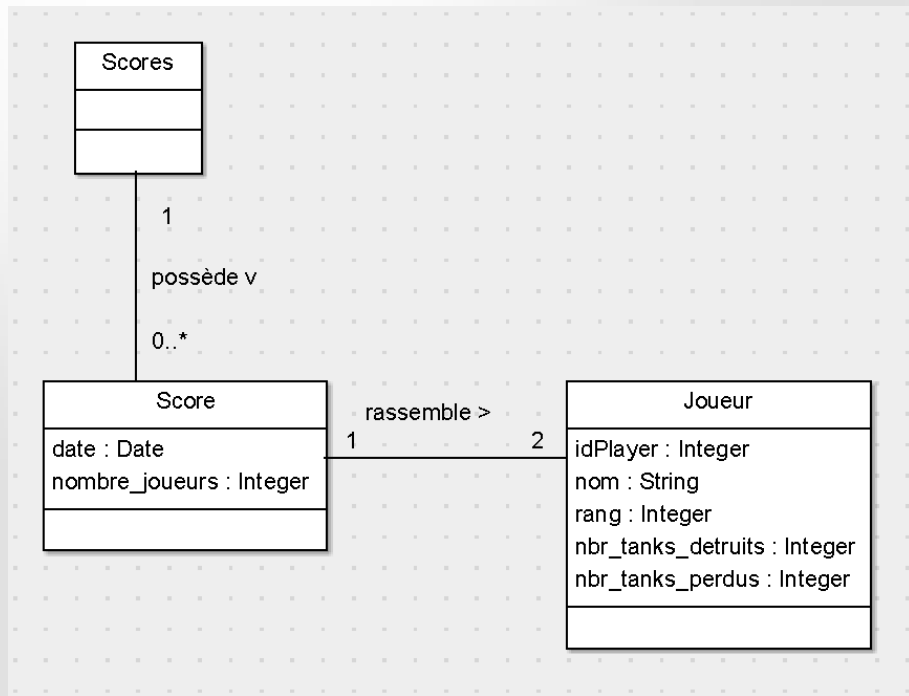 Scores
1
possède v
0..*
Score
date : Date
nombre_joueurs : Integer
rassemble >
1
2
Joueur
idPlayer : Integer
nom : String
rang : Integer
nbr_tanks_detruits : Integer
nbr_tanks_perdus : Integer